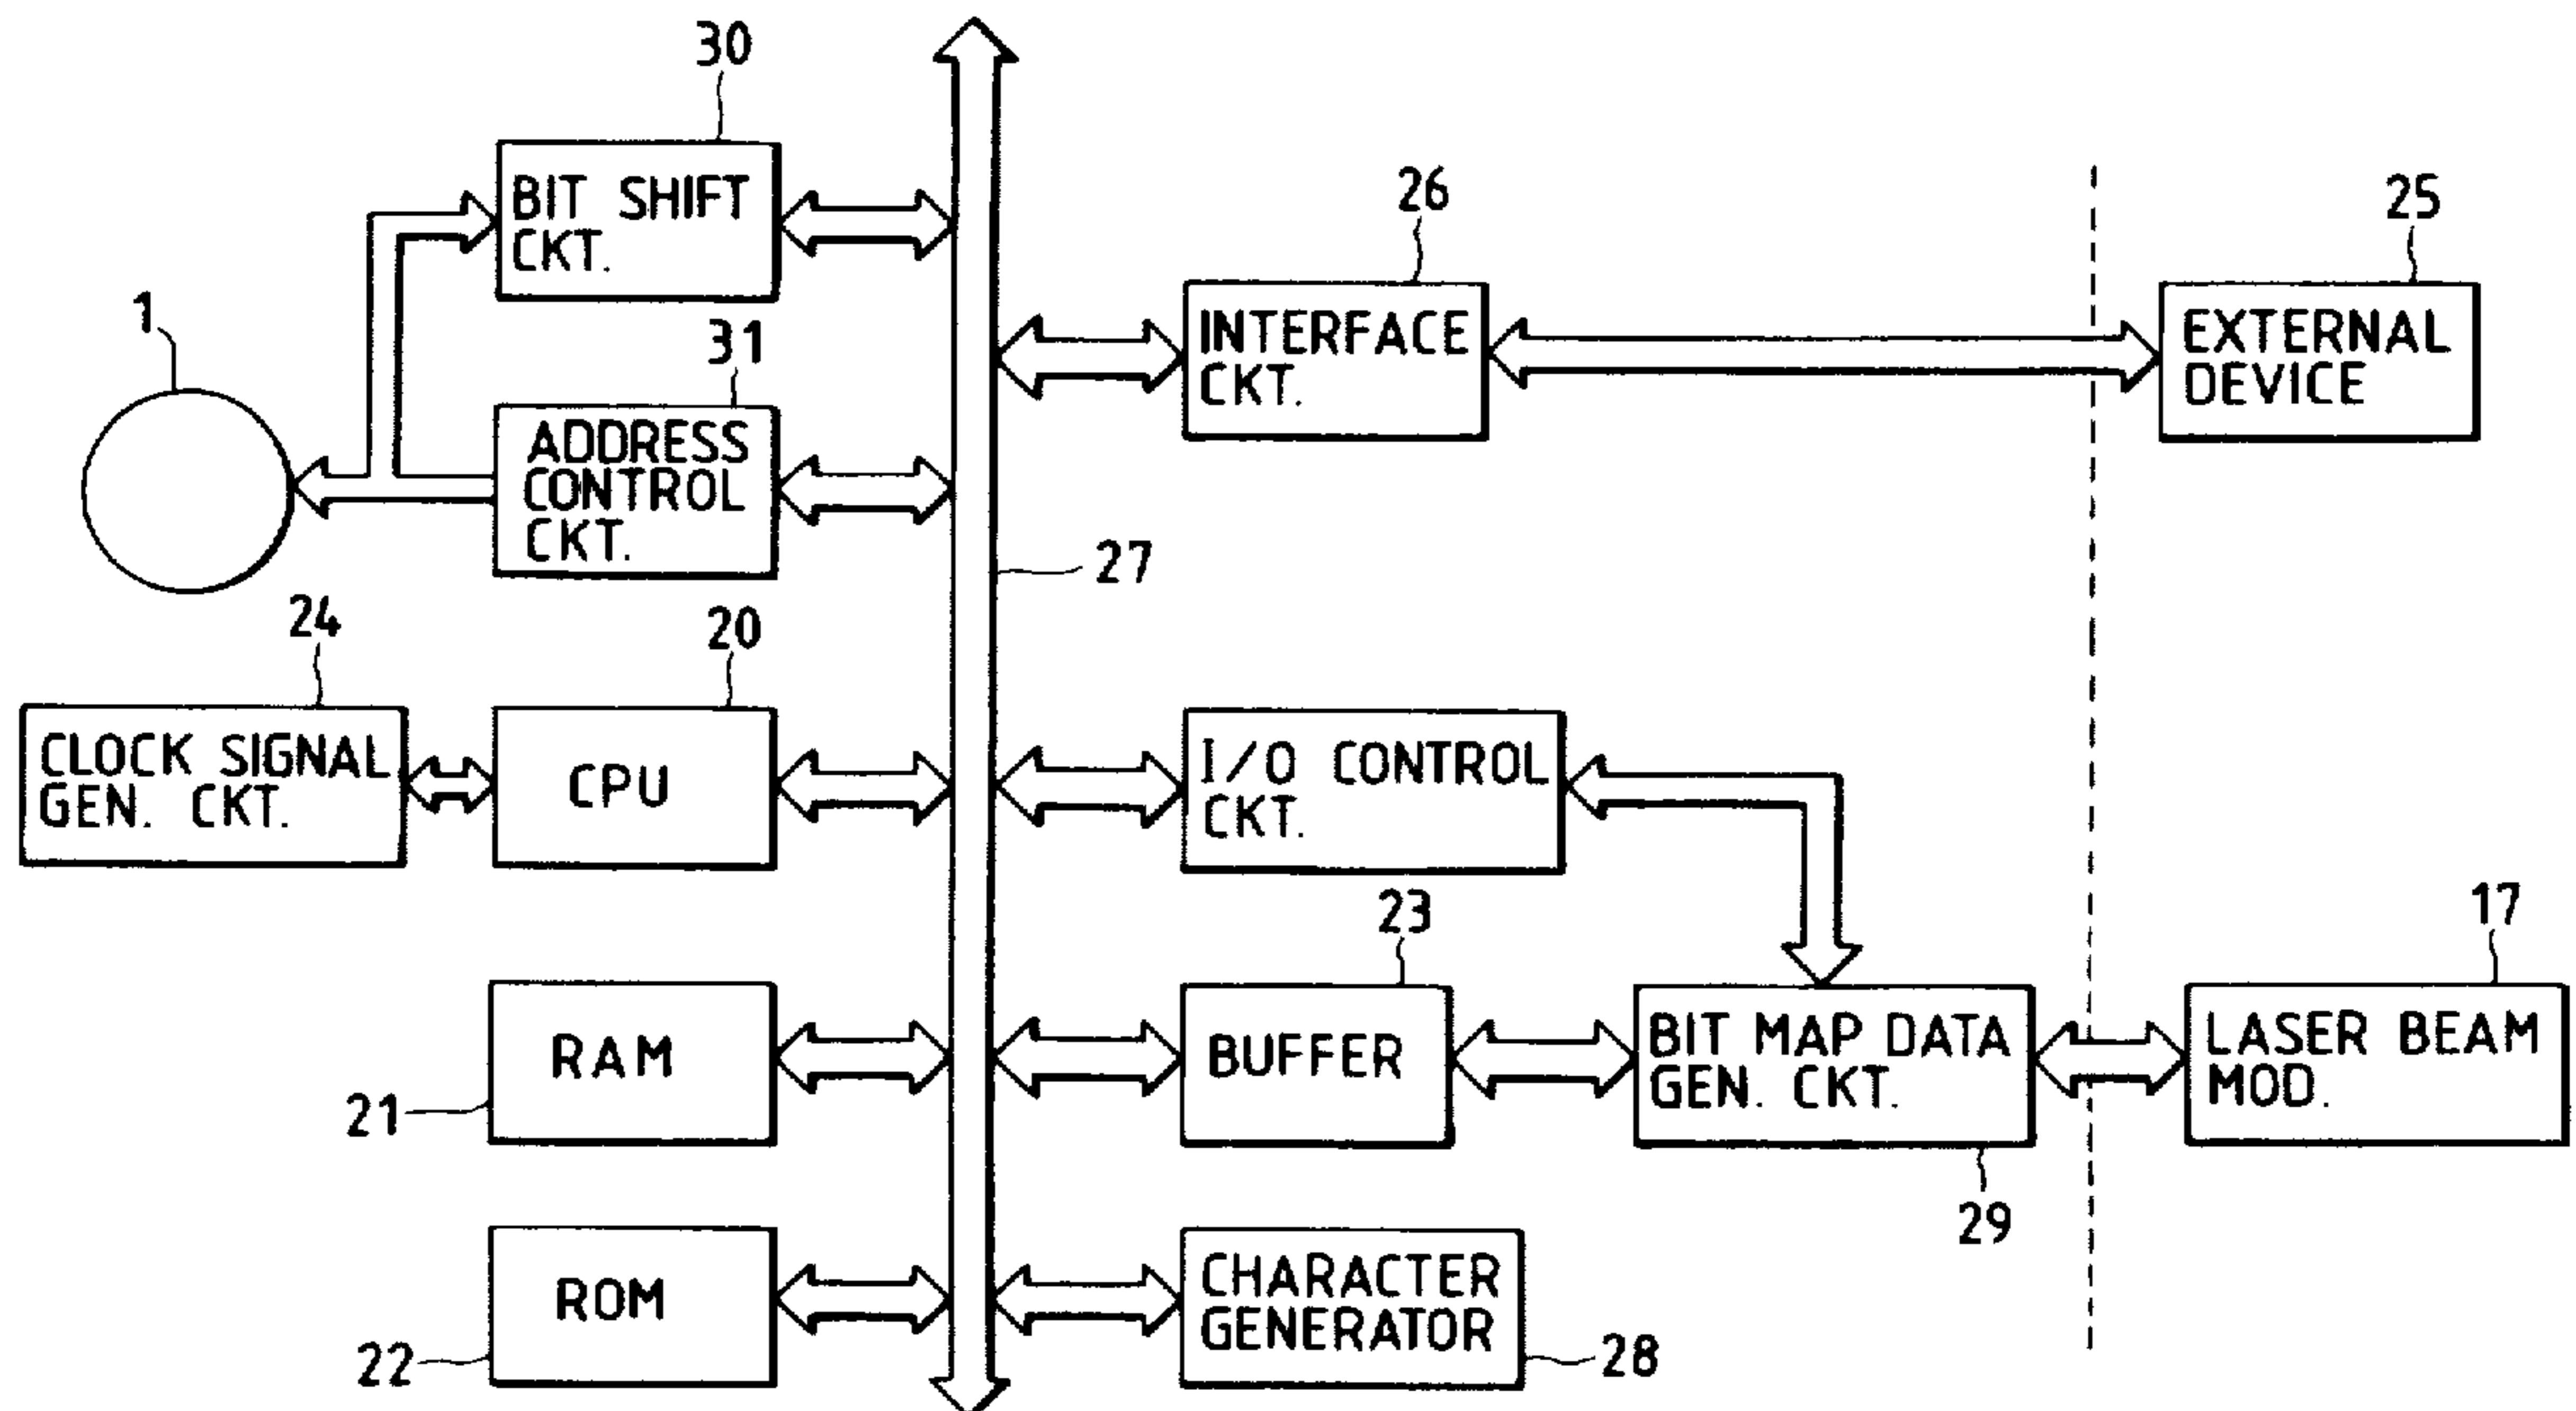 30
BIT SHIFT
CKT.
26
25
1
31
INTERFACE
CKT.
EXTERNAL
DEVICE
ADDRESS
CONTROL
CKT.
27
24
20
CLOCK SIGNAL
GEN. CKT.
CPU
I/O CONTROL
CKT.
23
17
RAM
BUFFER
BIT MAP DATA
GEN. CKT.
LASER BEAM
MOD.
21
29
ROM
CHARACTER
GENERATOR
22
28